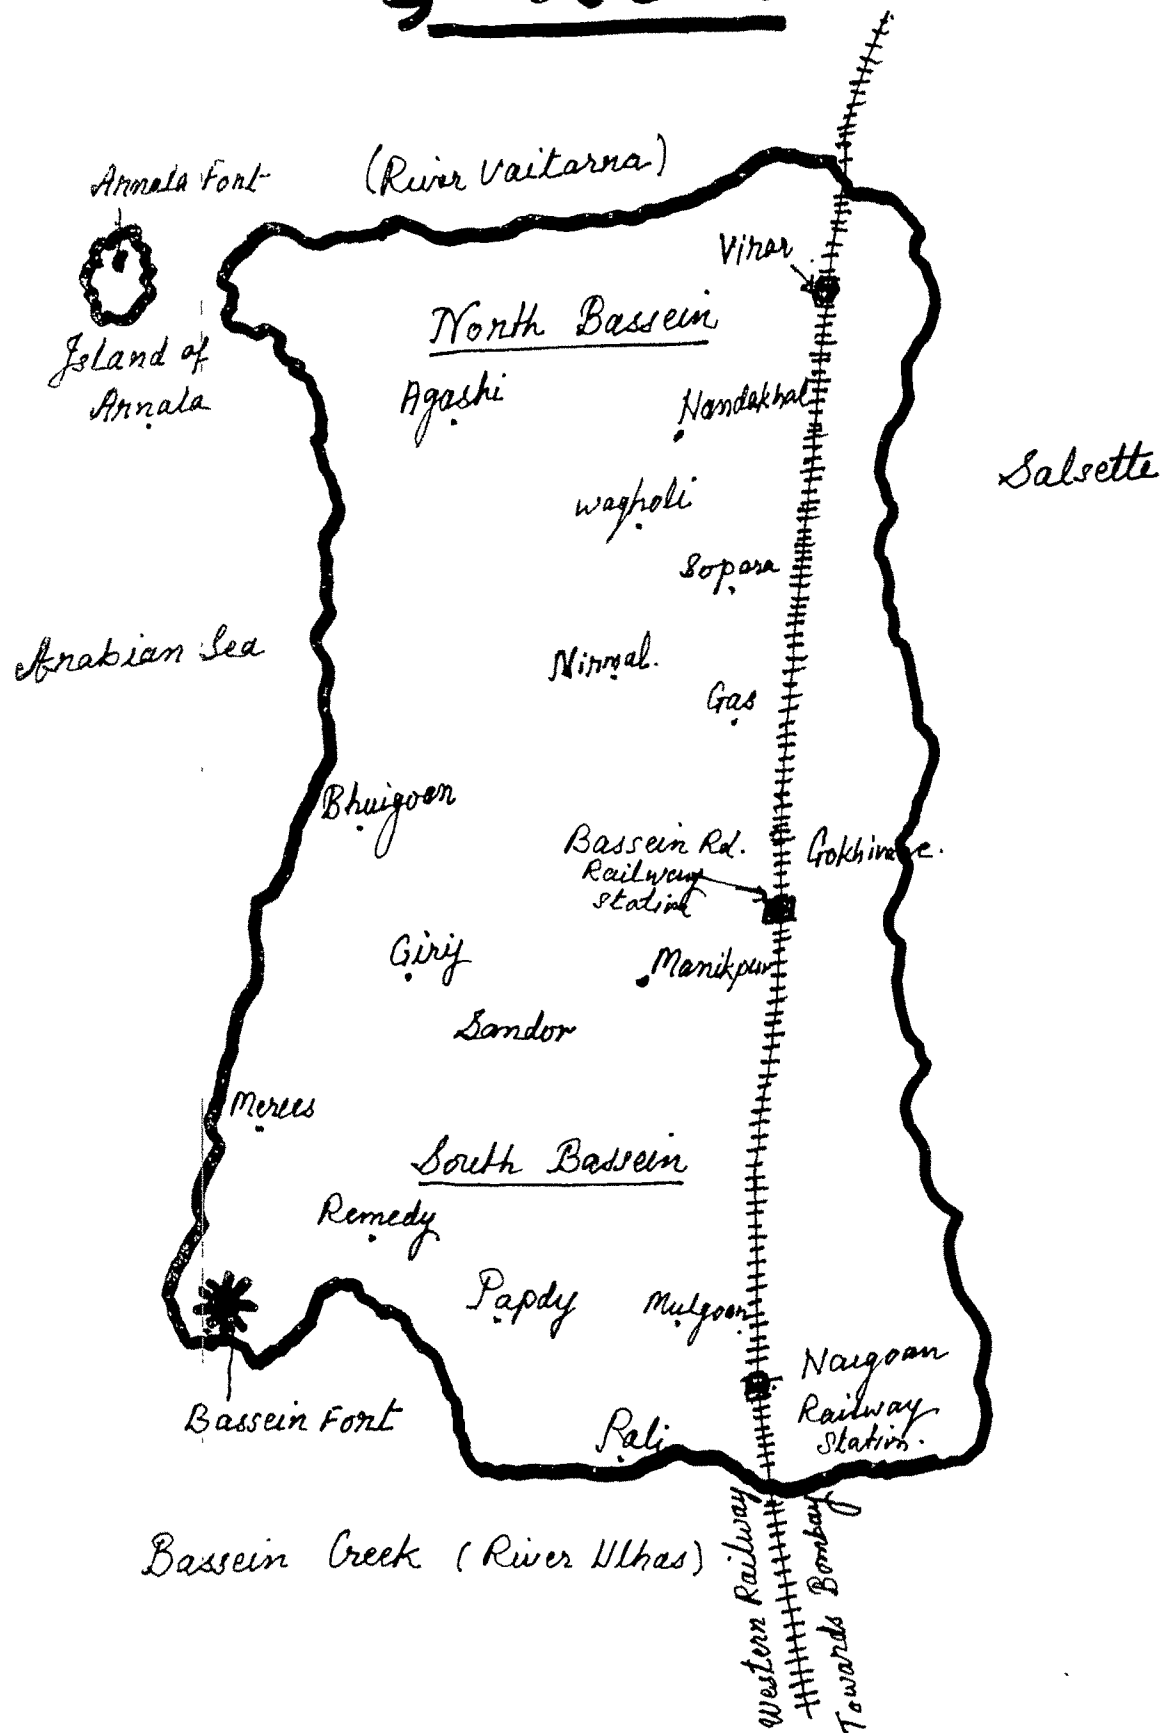 Arnala Fort
(River Vaitarna)
Virar
North Bassein
Island of
Arnala
Agashi
Nandakhal
Salsette
wagholi
Sopara
Arabian Sea
Nirmal.
Gas
Bhuigoan
Bassein Rd.
Railway
Station
Gokhivare.
Girij
Manikpur
Sandor
Merces
South Bassein
Remedy
Papdy
Mulgoan
Naigoan
Railway
Station.
Bassein Fort
Pali
Bassein Creek (River Ulhas)
Western Railway
Towards Bombay